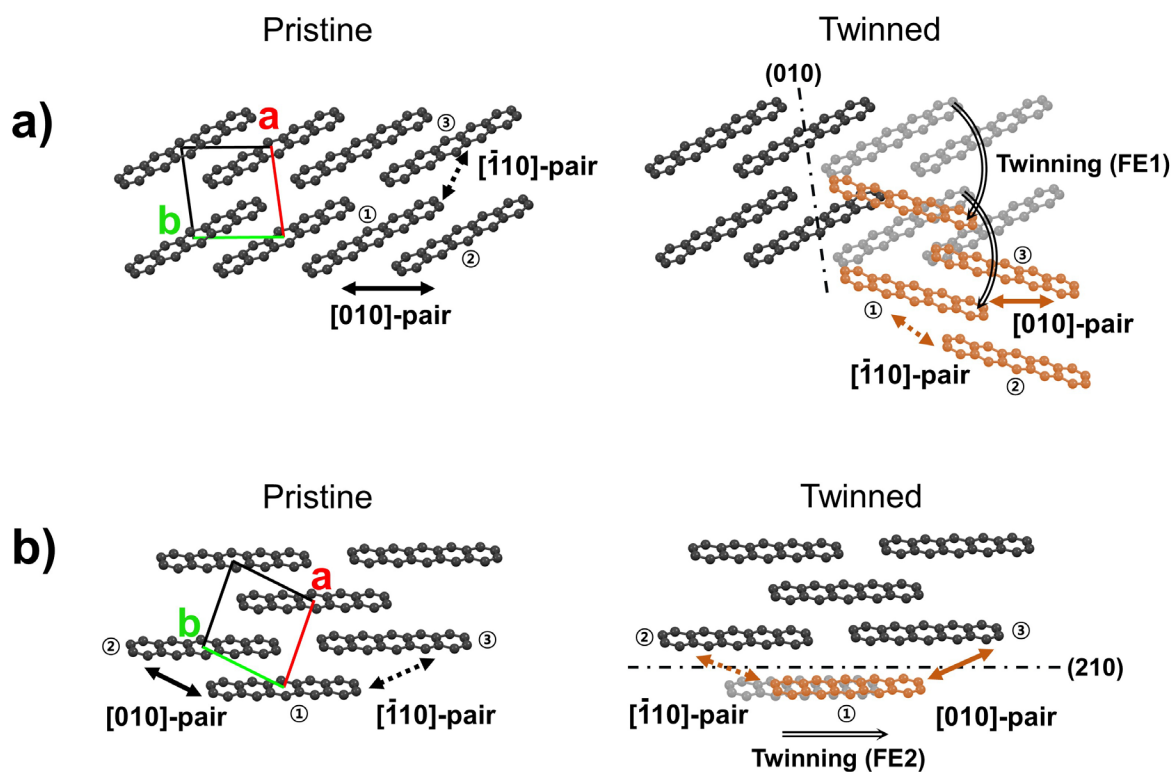 Pristine
Twinned
a)
(010)
a
③
[1̄10]-pair
b
①
②
[010]-pair
Twinning (FE1)
③
①
[010]-pair
[1̄10]-pair
②
Pristine
Twinned
b)
a
b
②
③
[010]-pair
①
[1̄10]-pair
②
③
(210)
[1̄10]-pair
①
[010]-pair
Twinning (FE2)